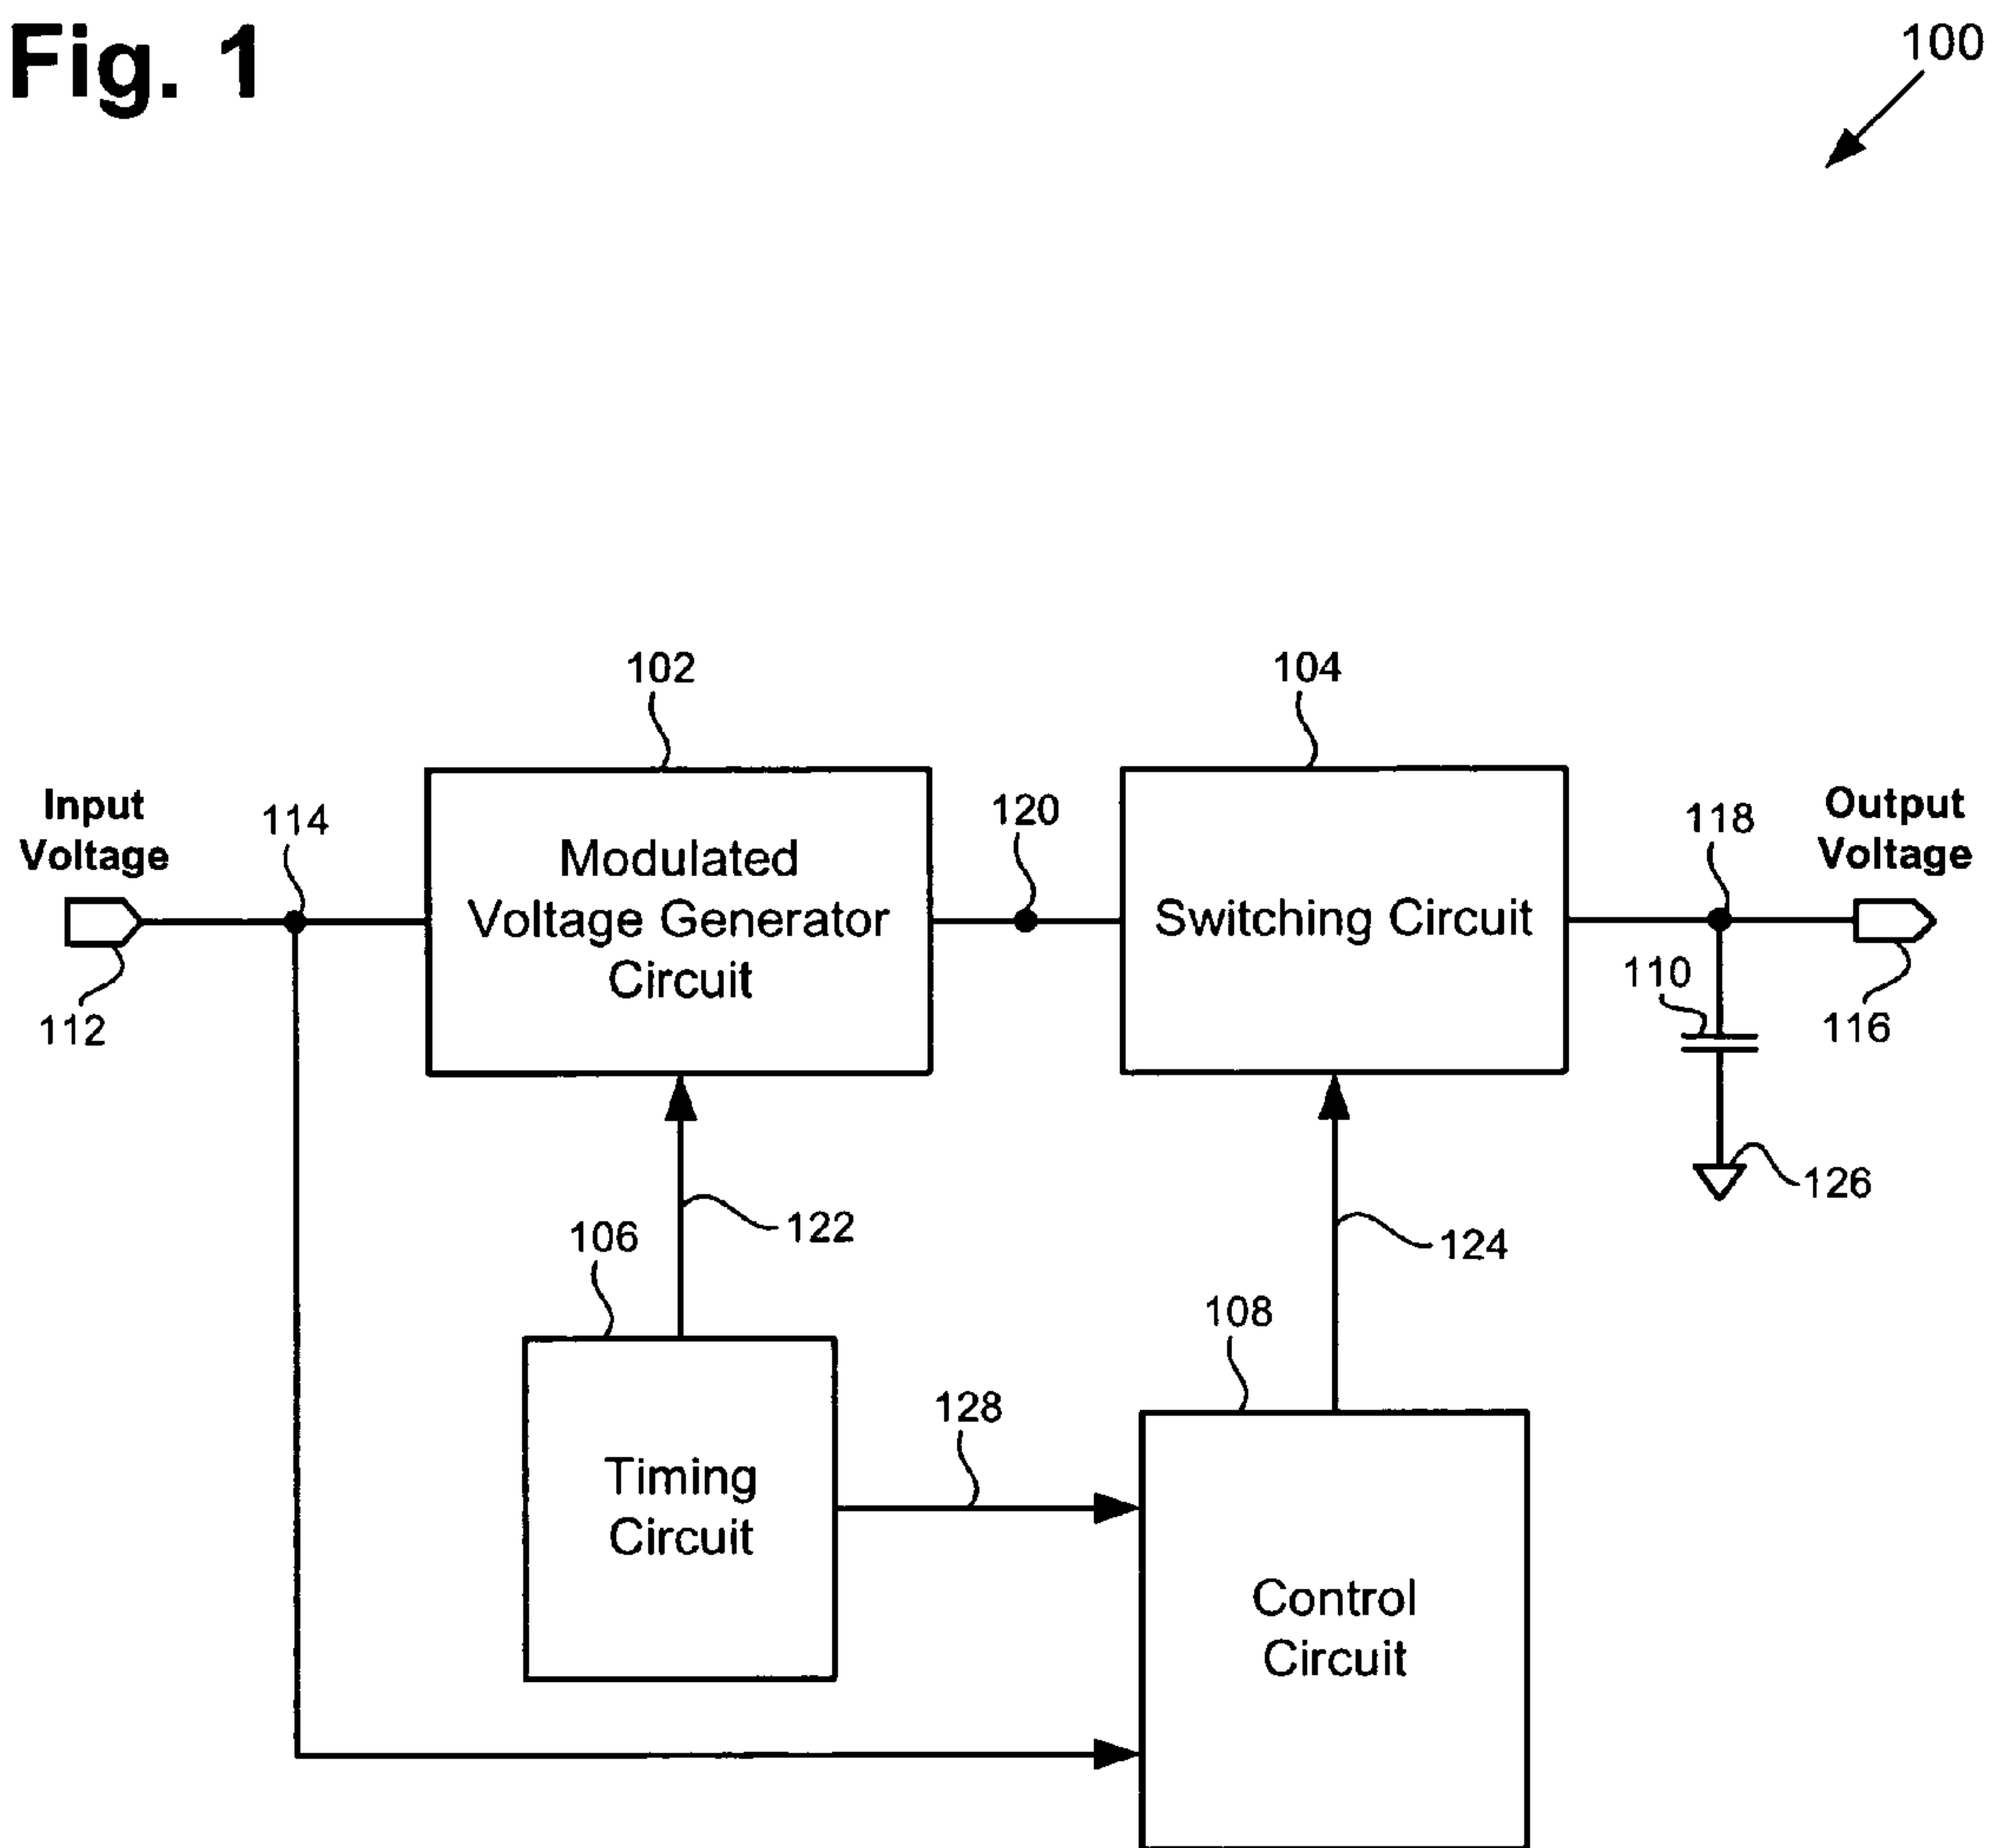 Fig. 1
100
102
104
Input
Voltage
114
120
118
Output
Voltage
Modulated
Voltage Generator
Circuit
Switching Circuit
112
110
116
126
106
122
124
108
128
Timing
Circuit
Control
Circuit